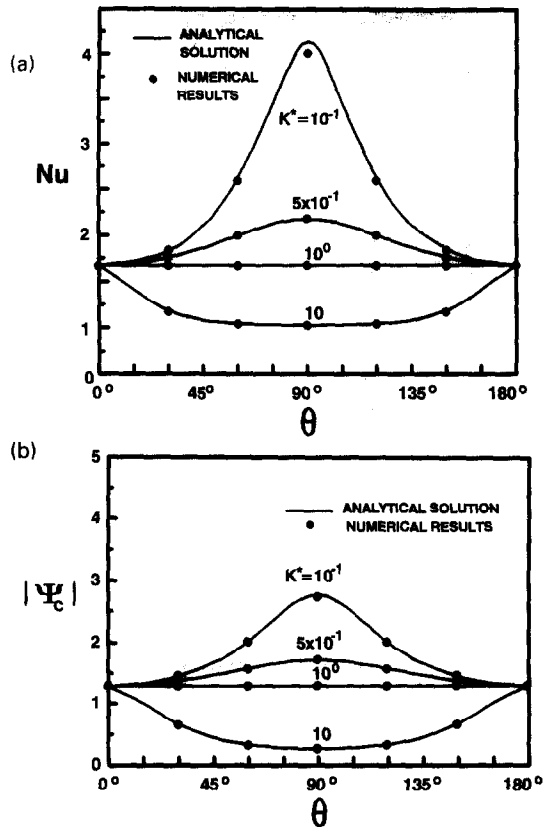 (a)
ANALYTICAL
SOLUTION
NUMERICAL
RESULTS
Nu
4
3
2
1
0
K*=10⁻¹
5x10⁻¹
10⁰
10
0° 45° 90° 135° 180°
θ
(b)
ANALYTICAL SOLUTION
NUMERICAL RESULTS
|Ψc|
5
4
3
2
1
0
K*=10⁻¹
5x10⁻¹
10⁰
10
0° 45° 90° 135° 180°
θ